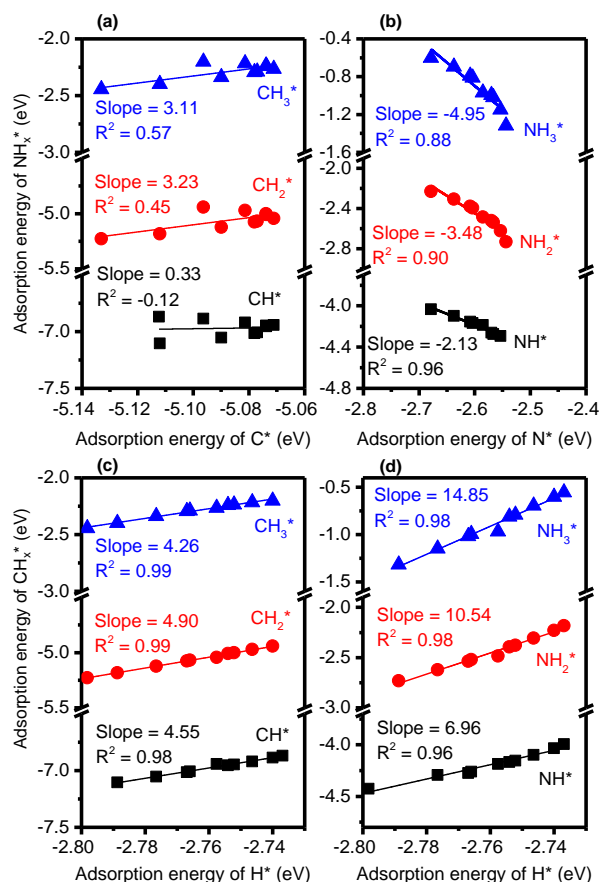 (a)
(b)
-2.0
-2.5
-3.0
-5.0
-5.5
-7.0
-7.5
Adsorption energy of NHₓ* (eV)
Slope = 3.11
R² = 0.57
CH₃*
Slope = 3.23
R² = 0.45
CH₂*
Slope = 0.33
R² = -0.12
CH*
-5.14 -5.12 -5.10 -5.08 -5.06
Adsorption energy of C* (eV)
-0.6
-1.2
-1.6
-2.0
-2.4
-2.8
-4.0
-4.4
-4.8
Slope = -4.95
R² = 0.88
NH₃*
Slope = -3.48
R² = 0.90
NH₂*
Slope = -2.13
R² = 0.96
NH*
-2.8 -2.7 -2.6 -2.5 -2.4
Adsorption energy of N* (eV)
(c)
(d)
-2.0
-2.5
-3.0
-5.0
-5.5
-7.0
-7.5
Adsorption energy of CHₓ* (eV)
Slope = 4.26
R² = 0.99
CH₃*
Slope = 4.90
R² = 0.99
CH₂*
Slope = 4.55
R² = 0.98
CH*
-2.80 -2.78 -2.76 -2.74
Adsorption energy of H* (eV)
-0.5
-1.0
-1.5
-2.0
-2.5
-3.0
-4.0
-4.5
-5.0
Slope = 14.85
R² = 0.98
NH₃*
Slope = 10.54
R² = 0.98
NH₂*
Slope = 6.96
R² = 0.96
NH*
-2.80 -2.78 -2.76 -2.74
Adsorption energy of H* (eV)